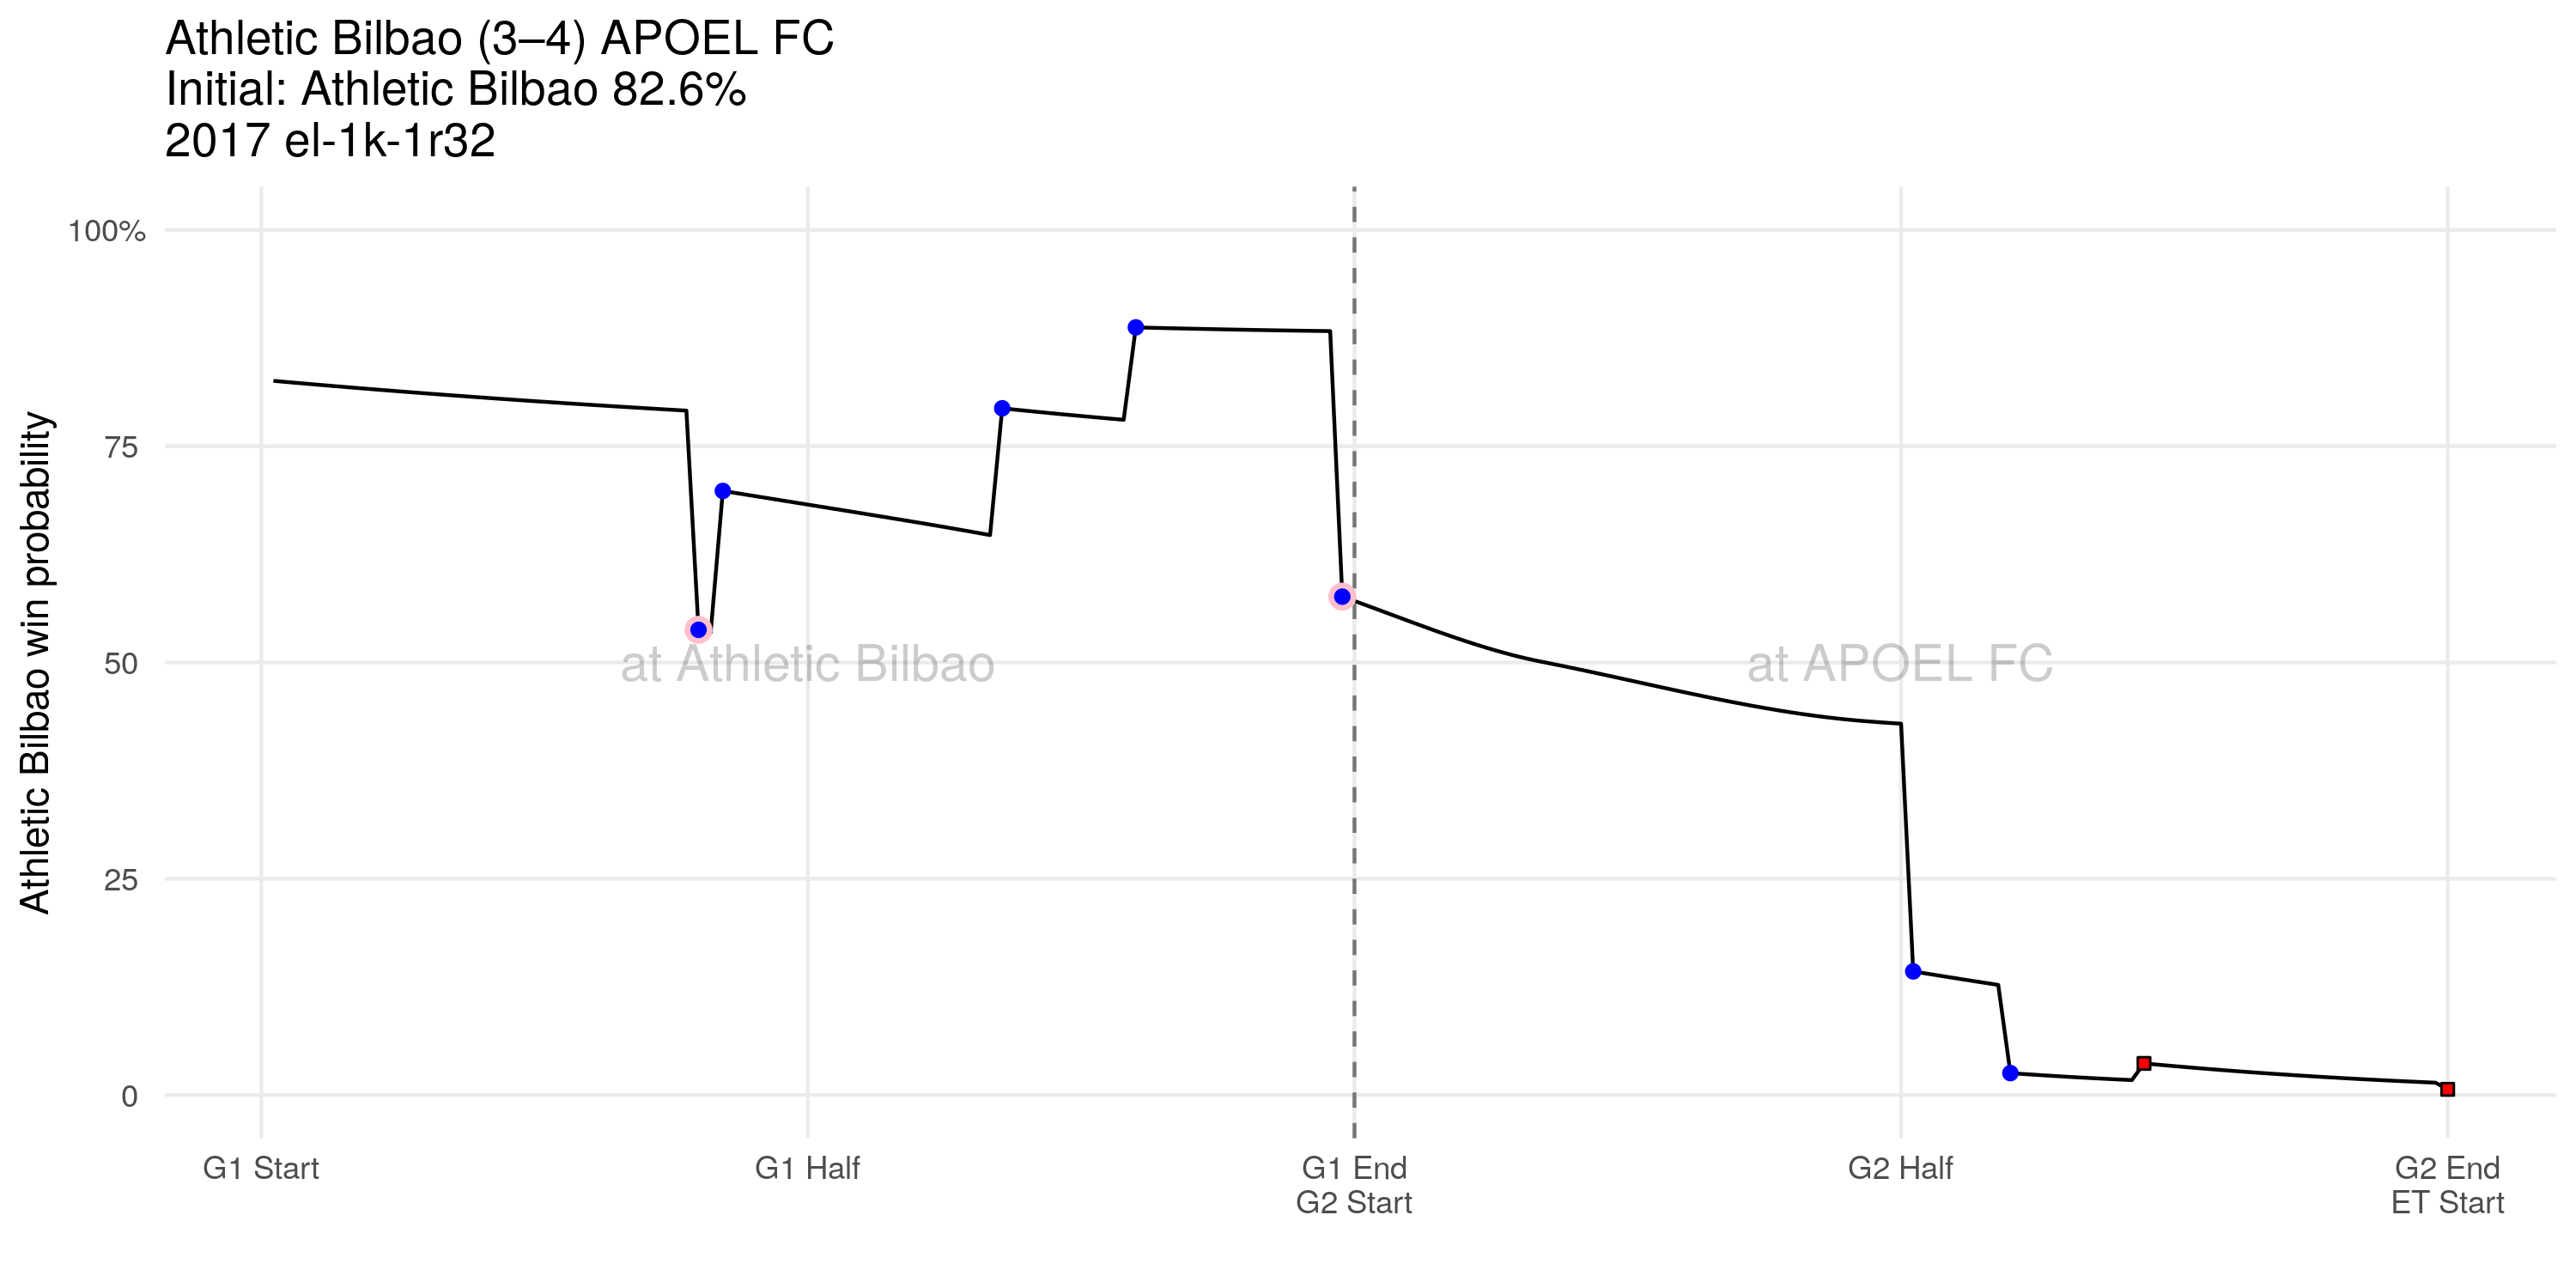 Athletic Bilbao (3–4) APOEL FC
Initial: Athletic Bilbao 82.6%
2017 el-1k-1r32
Athletic Bilbao win probability
100%
75
50
25
0
at Athletic Bilbao
at APOEL FC
G1 Start
G1 Half
G1 End
G2 Start
G2 Half
G2 End
ET Start